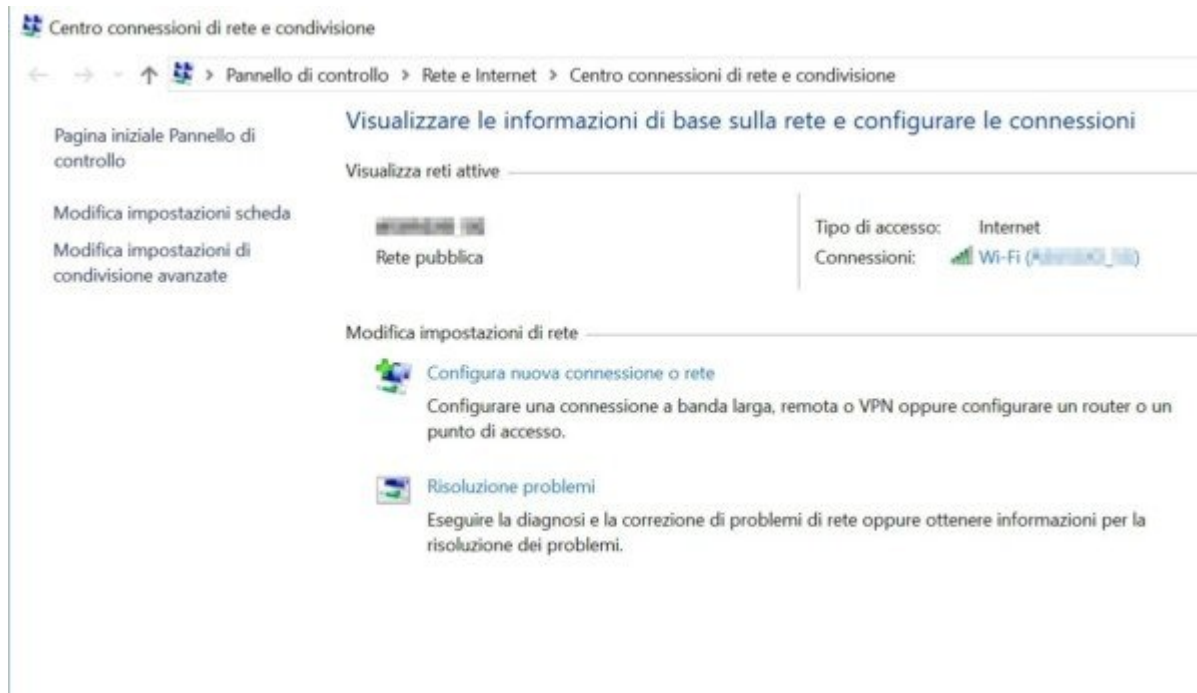 Centro connessioni di rete e condivisione
Pannello di controllo > Rete e Internet > Centro connessioni di rete e condivisione
Pagina iniziale Pannello di
controllo
Modifica impostazioni scheda
Modifica impostazioni di
condivisione avanzate
Visualizzare le informazioni di base sulla rete e configurare le connessioni
Visualizza reti attive
Rete pubblica
Tipo di accesso: Internet
Connessioni: Wi-Fi ()
Modifica impostazioni di rete
Configura nuova connessione o rete
Configurare una connessione a banda larga, remota o VPN oppure configurare un router o un
punto di accesso.
Risoluzione problemi
Eseguire la diagnosi e la correzione di problemi di rete oppure ottenere informazioni per la
risoluzione dei problemi.